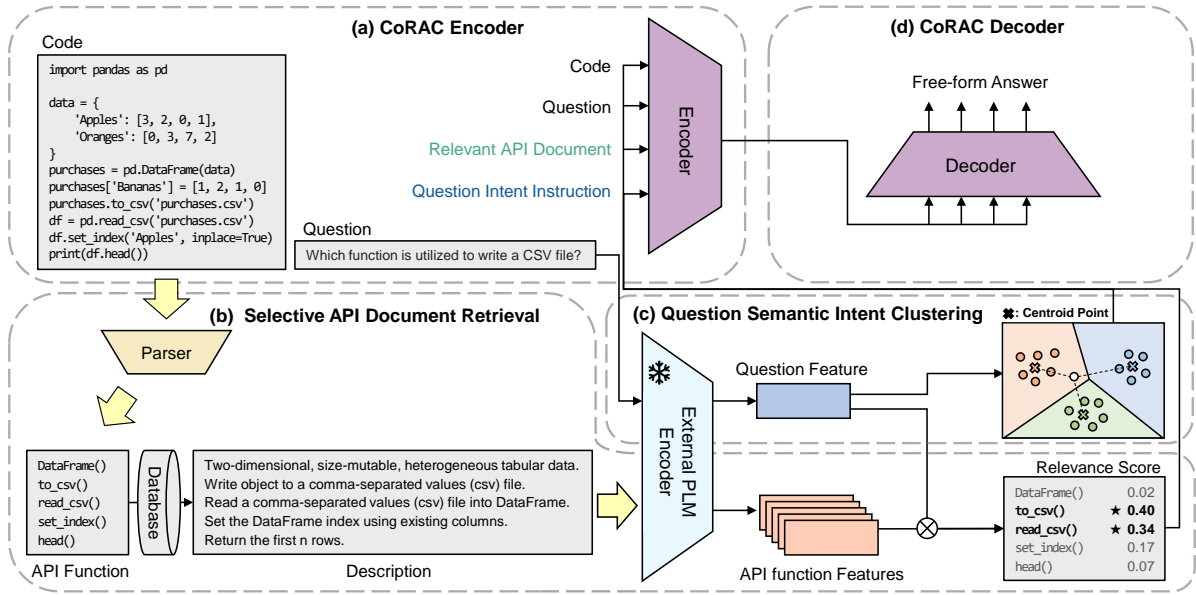 (a) CoRAC Encoder
Code
import pandas as pd
data = {
'Apples': [3, 2, 0, 1],
'Oranges': [0, 3, 7, 2]
}
purchases = pd.DataFrame(data)
purchases['Bananas'] = [1, 2, 1, 0]
purchases.to_csv('purchases.csv')
df = pd.read_csv('purchases.csv')
df.set_index('Apples', inplace=True)
print(df.head())
Question
Which function is utilized to write a CSV file?
Code
Question
Relevant API Document
Question Intent Instruction
Encoder
(d) CoRAC Decoder
Free-form Answer
Decoder
(b) Selective API Document Retrieval
Parser
DataFrame()
to_csv()
read_csv()
set_index()
head()
API Function
Database
Two-dimensional, size-mutable, heterogeneous tabular data.
Write object to a comma-separated values (csv) file.
Read a comma-separated values (csv) file into DataFrame.
Set the DataFrame index using existing columns.
Return the first n rows.
Description
(c) Question Semantic Intent Clustering
✖: Centroid Point
External PLM
Encoder
Question Feature
API function Features
Relevance Score
DataFrame() 0.02
to_csv() ★ 0.40
read_csv() ★ 0.34
set_index() 0.17
head() 0.07